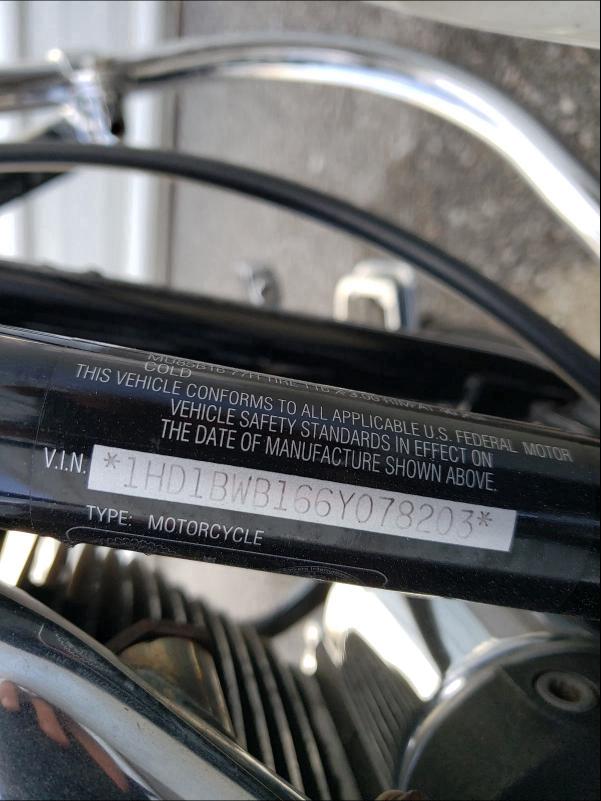 COLD
THIS VEHICLE CONFORMS TO ALL APPLICABLE U.S. FEDERAL MOTOR
VEHICLE SAFETY STANDARDS IN EFFECT ON
THE DATE OF MANUFACTURE SHOWN ABOVE.
V.I.N. *1HD1BWB166Y078203*
TYPE: MOTORCYCLE